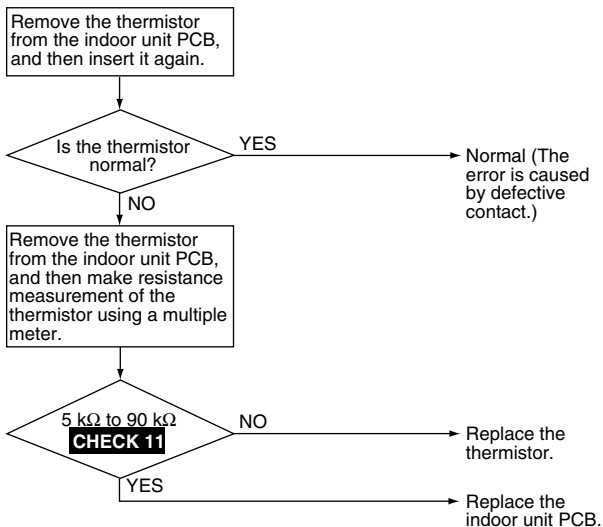 Remove the thermistor
from the indoor unit PCB,
and then insert it again.
Is the thermistor
normal?
YES
Normal (The
error is caused
by defective
contact.)
NO
Remove the thermistor
from the indoor unit PCB,
and then make resistance
measurement of the
thermistor using a multiple
meter.
5 kΩ to 90 kΩ
CHECK 11
NO
Replace the
thermistor.
YES
Replace the
indoor unit PCB.